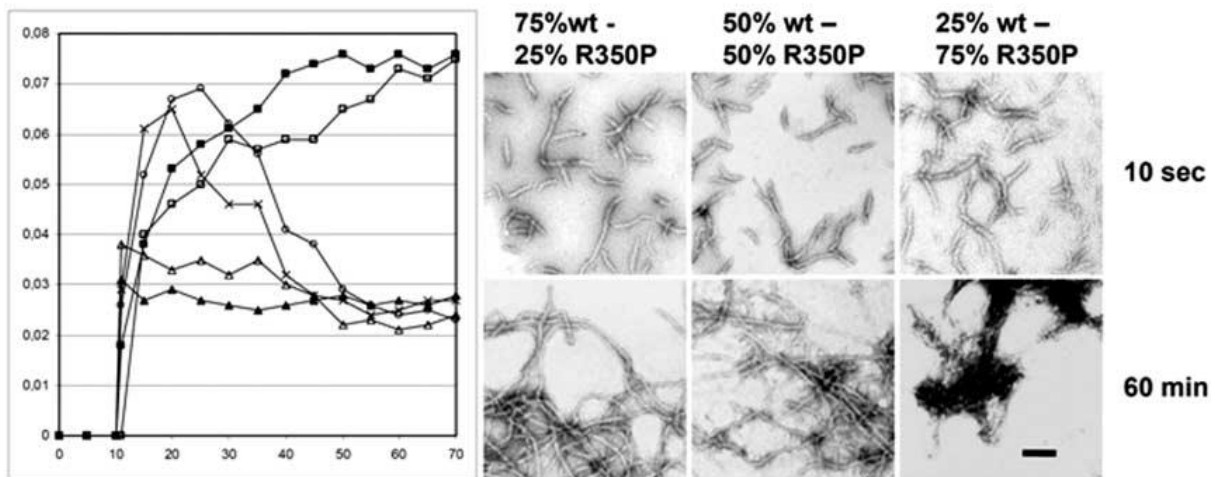 75%wt -
25% R350P
50% wt –
50% R350P
25% wt –
75% R350P
0,08
0,07
0,06
0,05
0,04
0,03
0,02
0,01
0
0 10 20 30 40 50 60 70
10 sec
60 min